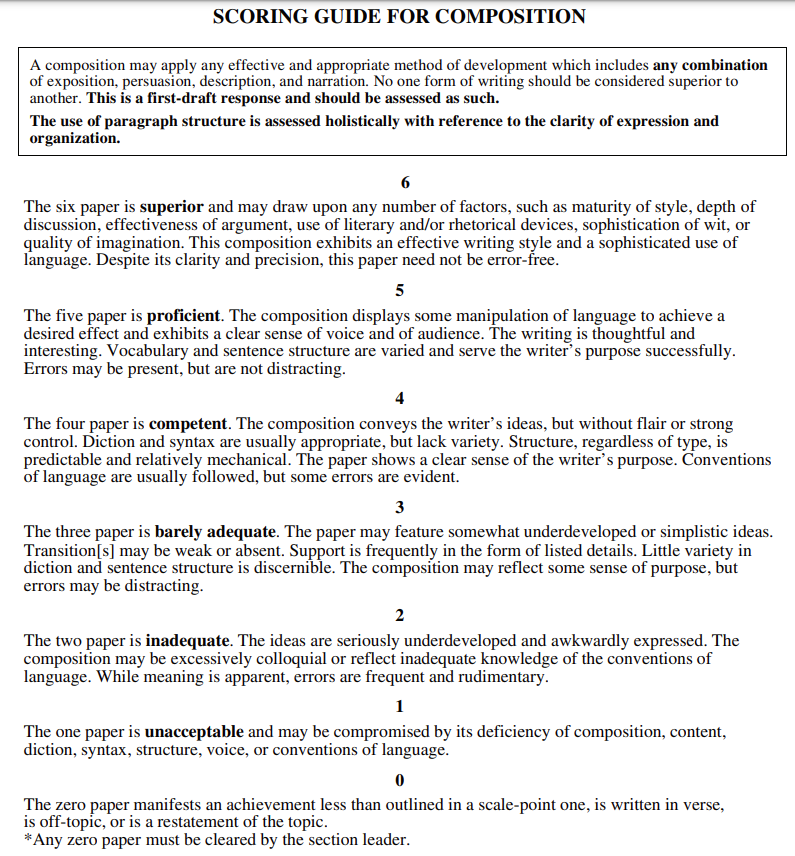 SCORING GUIDE FOR COMPOSITION
A composition may apply any effective and appropriate method of development which includes any combination
of exposition, persuasion, description, and narration. No one form of writing should be considered superior to
another. This is a first-draft response and should be assessed as such.
The use of paragraph structure is assessed holistically with reference to the clarity of expression and
organization.
6
The six paper is superior and may draw upon any number of factors, such as maturity of style, depth of
discussion, effectiveness of argument, use of literary and/or rhetorical devices, sophistication of wit, or
quality of imagination. This composition exhibits an effective writing style and a sophisticated use of
language. Despite its clarity and precision, this paper need not be error-free.
5
The five paper is proficient. The composition displays some manipulation of language to achieve a
desired effect and exhibits a clear sense of voice and of audience. The writing is thoughtful and
interesting. Vocabulary and sentence structure are varied and serve the writer's purpose successfully.
Errors may be present, but are not distracting.
4
The four paper is competent. The composition conveys the writer's ideas, but without flair or strong
control. Diction and syntax are usually appropriate, but lack variety. Structure, regardless of type, is
predictable and relatively mechanical. The paper shows a clear sense of the writer's purpose. Conventions
of language are usually followed, but some errors are evident.
3
The three paper is barely adequate. The paper may feature somewhat underdeveloped or simplistic ideas.
Transition[s] may be weak or absent. Support is frequently in the form of listed details. Little variety in
diction and sentence structure is discernible. The composition may reflect some sense of purpose, but
errors may be distracting.
2
The two paper is inadequate. The ideas are seriously underdeveloped and awkwardly expressed. The
composition may be excessively colloquial or reflect inadequate knowledge of the conventions of
language. While meaning is apparent, errors are frequent and rudimentary.
1
The one paper is unacceptable and may be compromised by its deficiency of composition, content,
diction, syntax, structure, voice, or conventions of language.
0
The zero paper manifests an achievement less than outlined in a scale-point one, is written in verse,
is off-topic, or is a restatement of the topic.
*Any zero paper must be cleared by the section leader.